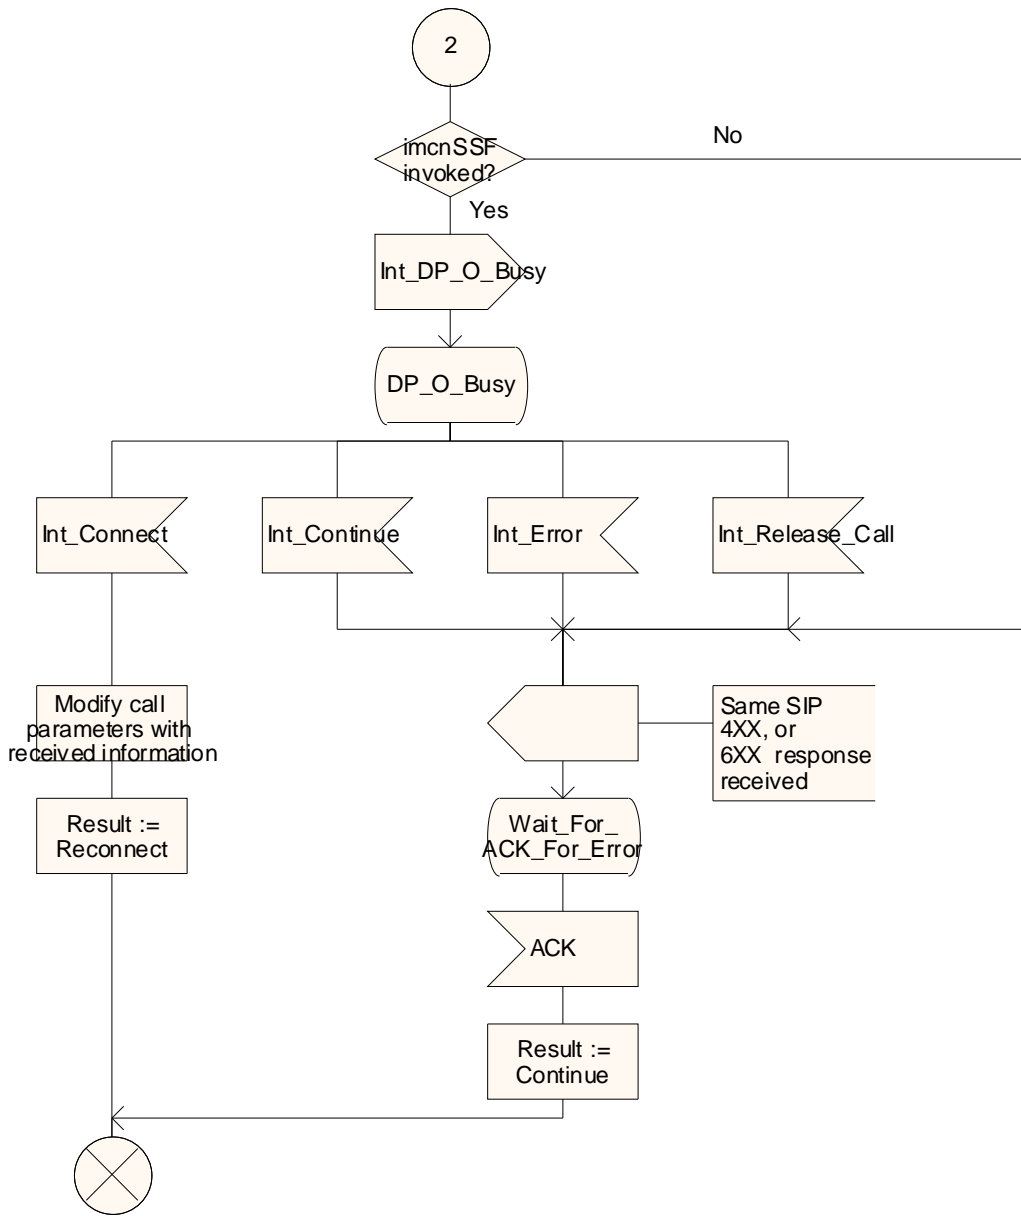 2
imcnSSF
invoked?
No
Yes
Int_DP_O_Busy
DP_O_Busy
Int_Connect
Int_Continue
Int_Error
Int_Release_Call
Modify call
parameters with
received information
Same SIP
4XX, or
6XX response
received
Result :=
Reconnect
Wait_For_
ACK_For_Error
ACK
Result :=
Continue